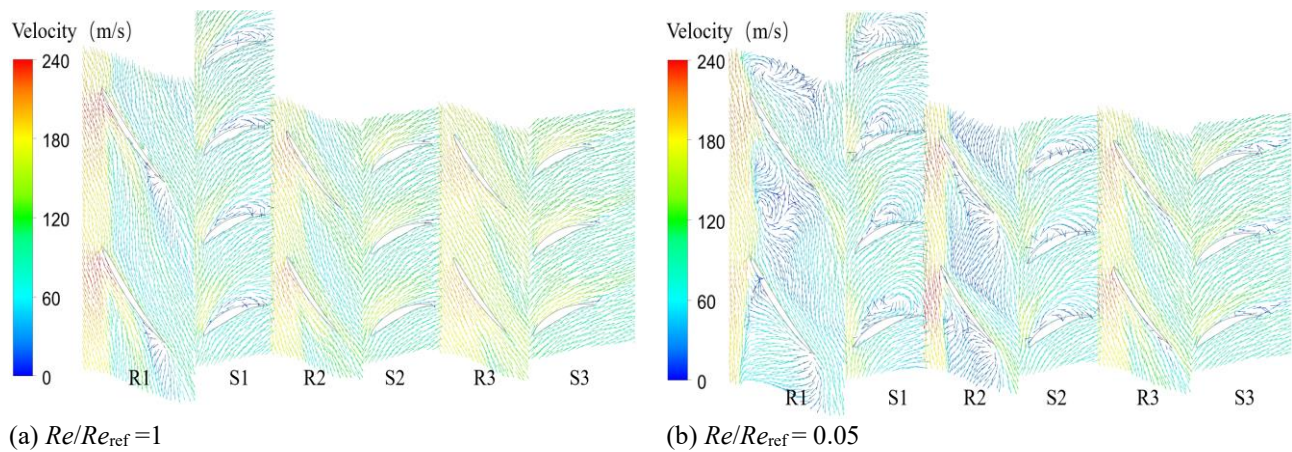 Velocity (m/s)
240
180
120
60
0
R1 S1 R2 S2 R3 S3
(a) Re/Reref =1
Velocity (m/s)
240
180
120
60
0
R1 S1 R2 S2 R3 S3
(b) Re/Reref = 0.05